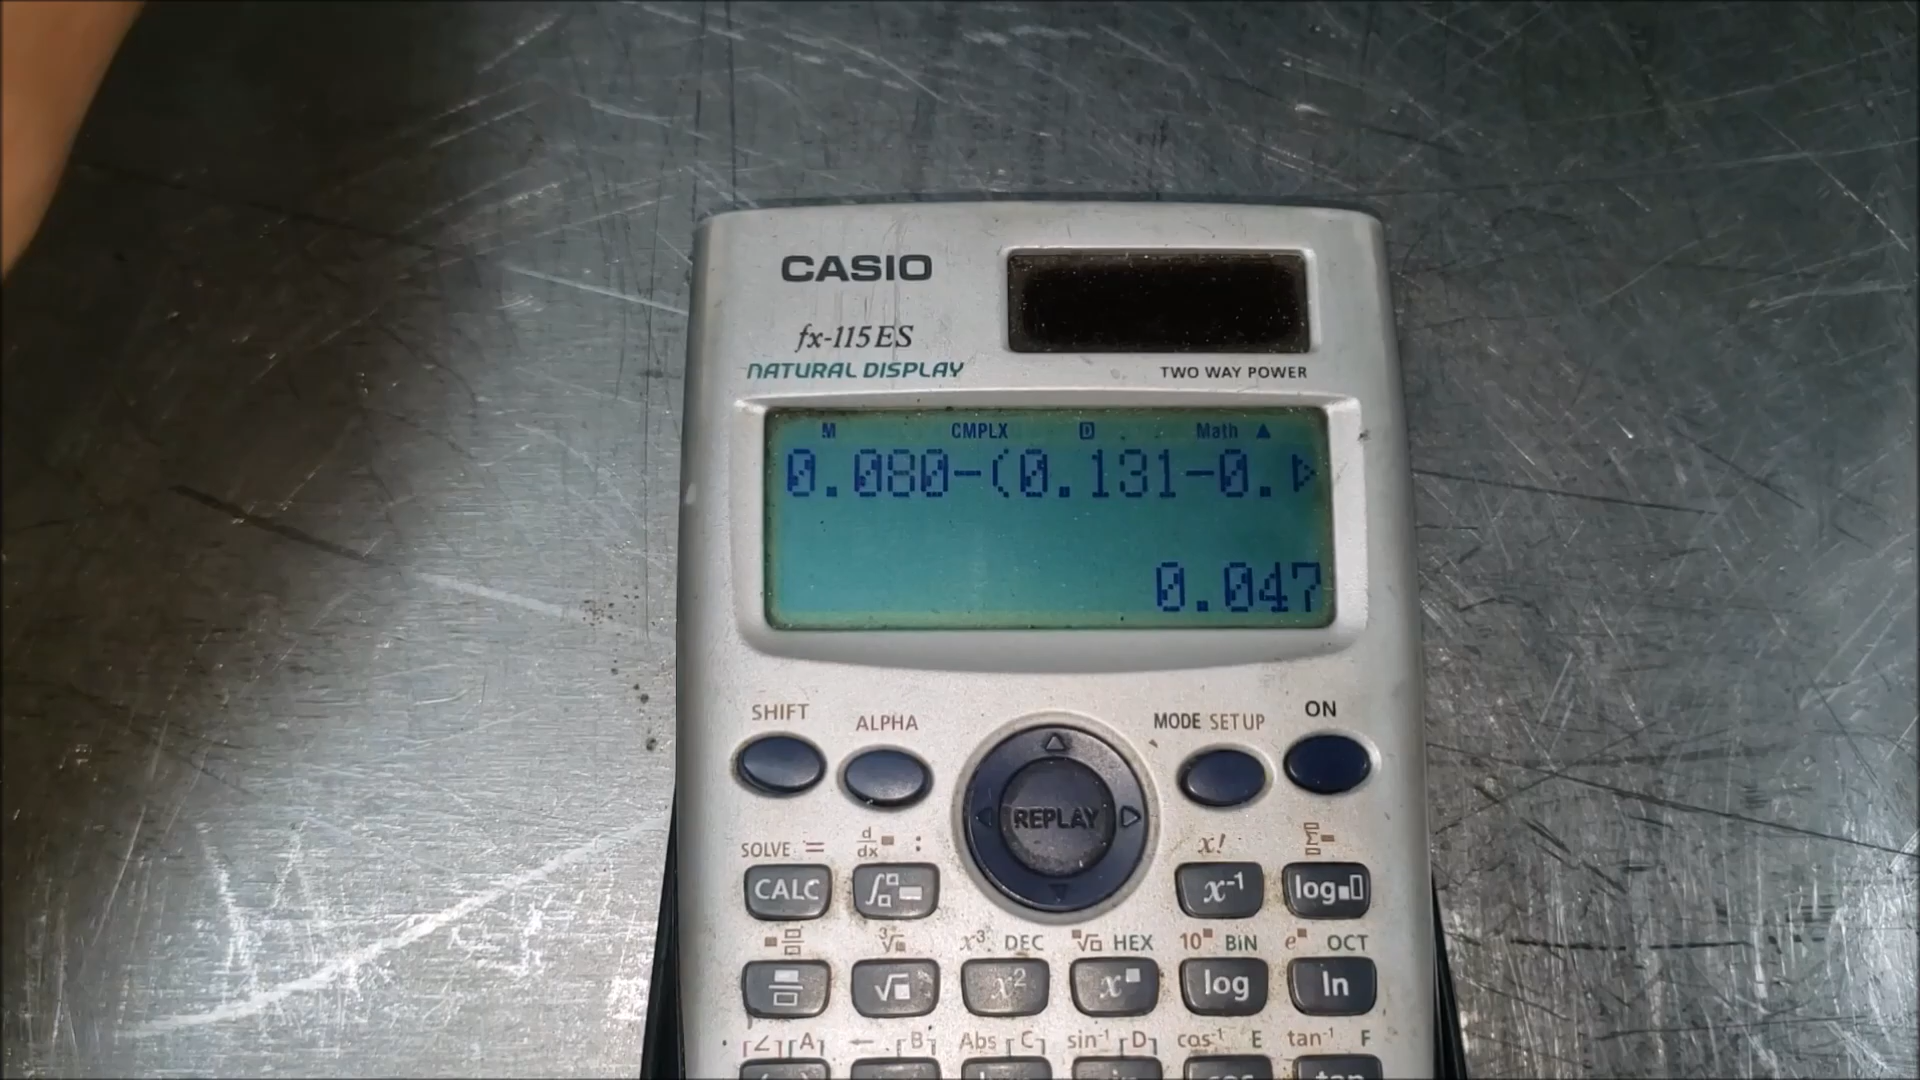 CASIO
fx-115ES
NATURAL DISPLAY
TWO WAY POWER
M CMPLX D Math ▲
0.080-(0.131-0.▷
0.047
SHIFT ALPHA MODE SETUP ON
REPLAY
SOLVE = d/dx■ : x! Σ
CALC ∫ x⁻¹ log
∛ x³ DEC √ HEX 10■ BIN e■ OCT
√ x² x■ log ln
∠ A ← B Abs C sin⁻¹ D cos⁻¹ E tan⁻¹ F